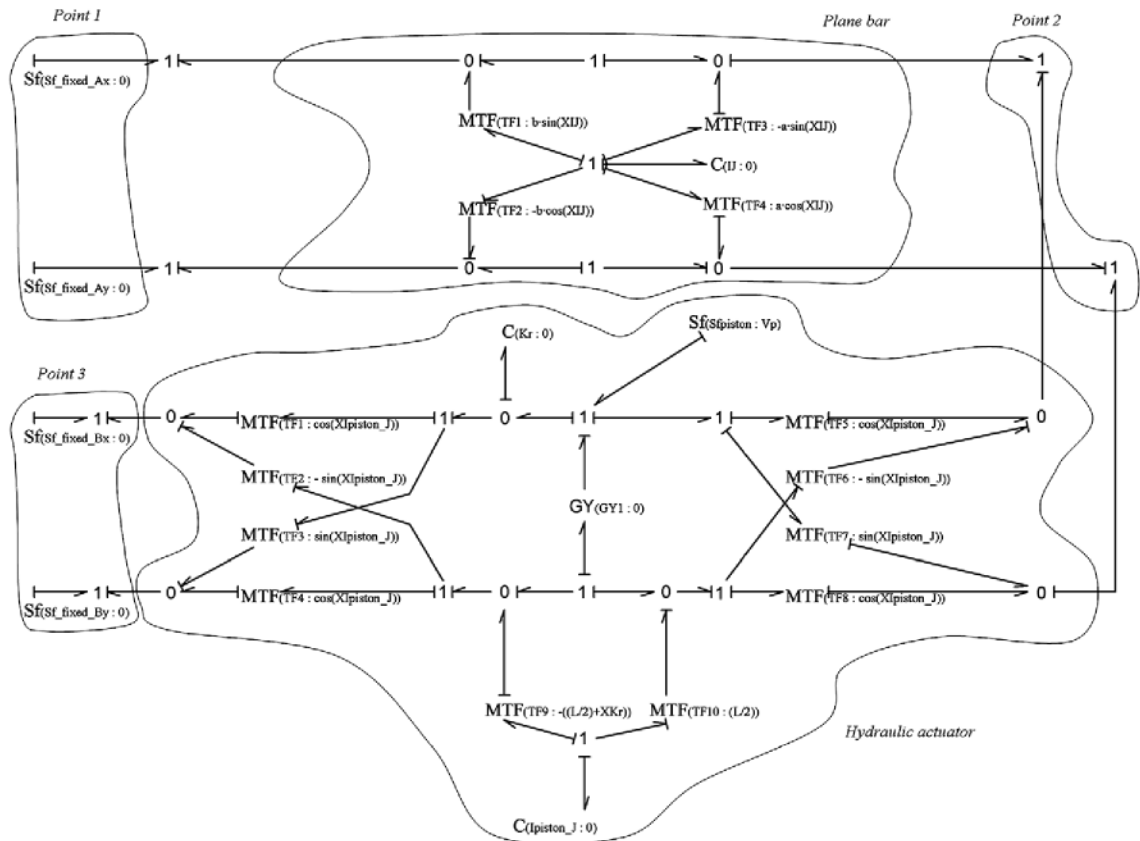 Point 1
Plane bar
Point 2
1 0 1 0 1
Sf(Sf_fixed_Ax : 0)
MTF(TF1 : b·sin(XIJ))
MTF(TF3 : -a·sin(XIJ))
1
C(IJ : 0)
MTF(TF2 : -b·cos(XIJ))
MTF(TF4 : a·cos(XIJ))
1 0 1 0 1
Sf(Sf_fixed_Ay : 0)
C(Kr : 0)
Sf(Sfpiston : Vp)
Point 3
1 0 MTF(TF1 : cos(XIpiston_J)) 1 0 1 1 MTF(TF5 : cos(XIpiston_J)) 0
Sf(Sf_fixed_Bx : 0)
MTF(TF2 : - sin(XIpiston_J))
MTF(TF6 : - sin(XIpiston_J))
GY(GY1 : 0)
MTF(TF3 : sin(XIpiston_J))
MTF(TF7 : sin(XIpiston_J))
1 0 MTF(TF4 : cos(XIpiston_J)) 1 0 1 0 1 MTF(TF8 : cos(XIpiston_J)) 0
Sf(Sf_fixed_By : 0)
MTF(TF9 : -((L/2)+XKr))
MTF(TF10 : (L/2))
1
Hydraulic actuator
C(Ipiston_J : 0)